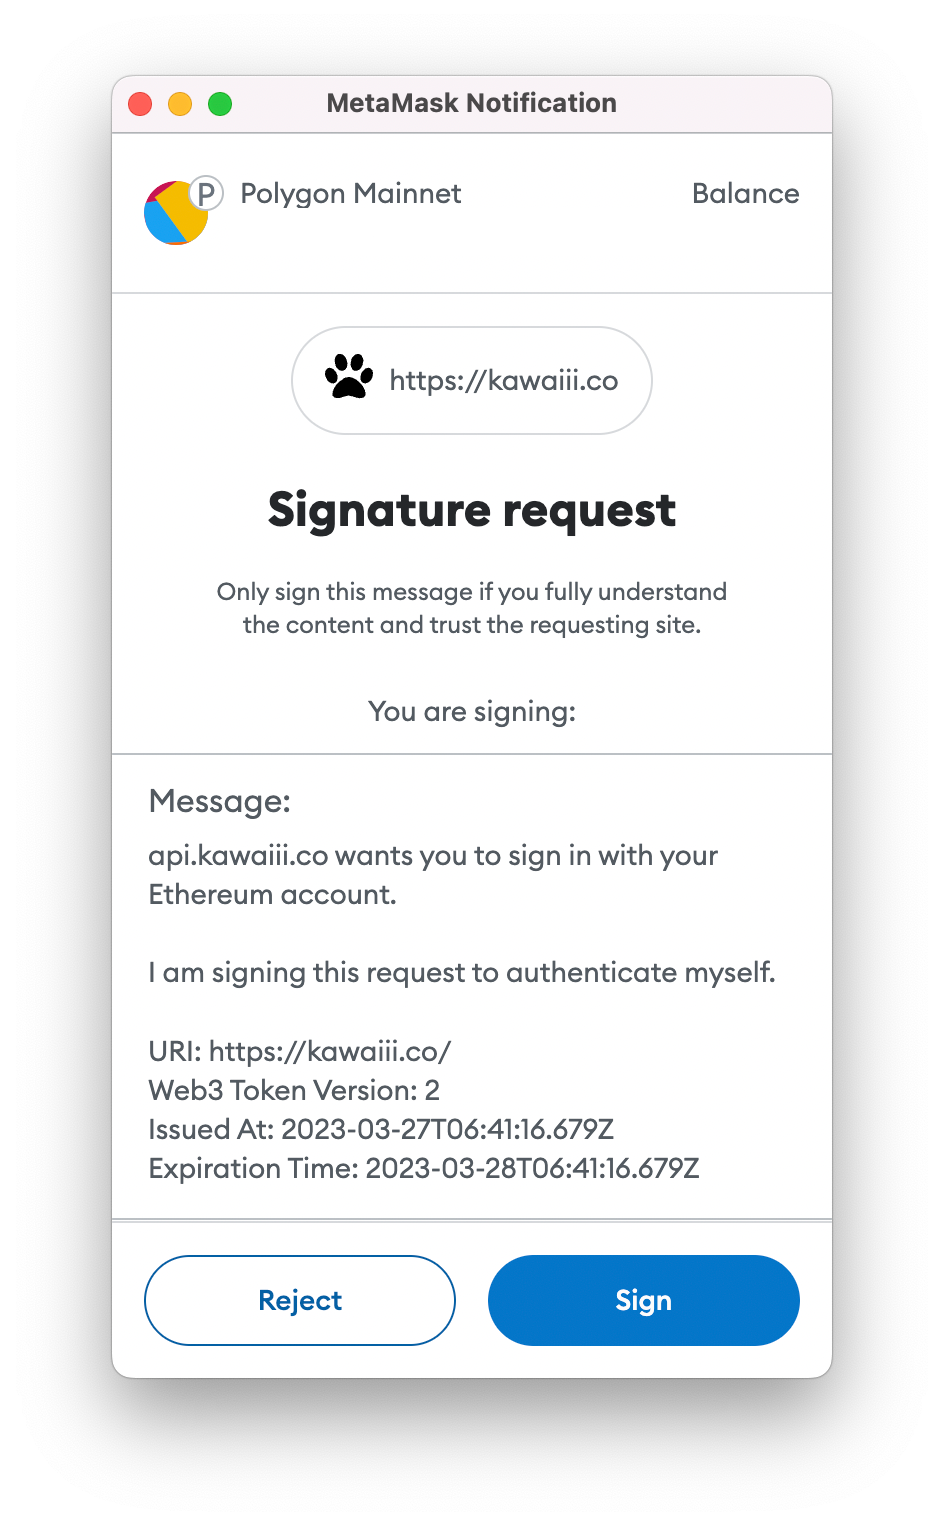 MetaMask Notification
P
Polygon Mainnet
Balance
https://kawaiii.co
Signature request
Only sign this message if you fully understand
the content and trust the requesting site.
You are signing:
Message:
api.kawaiii.co wants you to sign in with your
Ethereum account.
I am signing this request to authenticate myself.
URI: https://kawaiii.co/
Web3 Token Version: 2
Issued At: 2023-03-27T06:41:16.679Z
Expiration Time: 2023-03-28T06:41:16.679Z
Reject
Sign